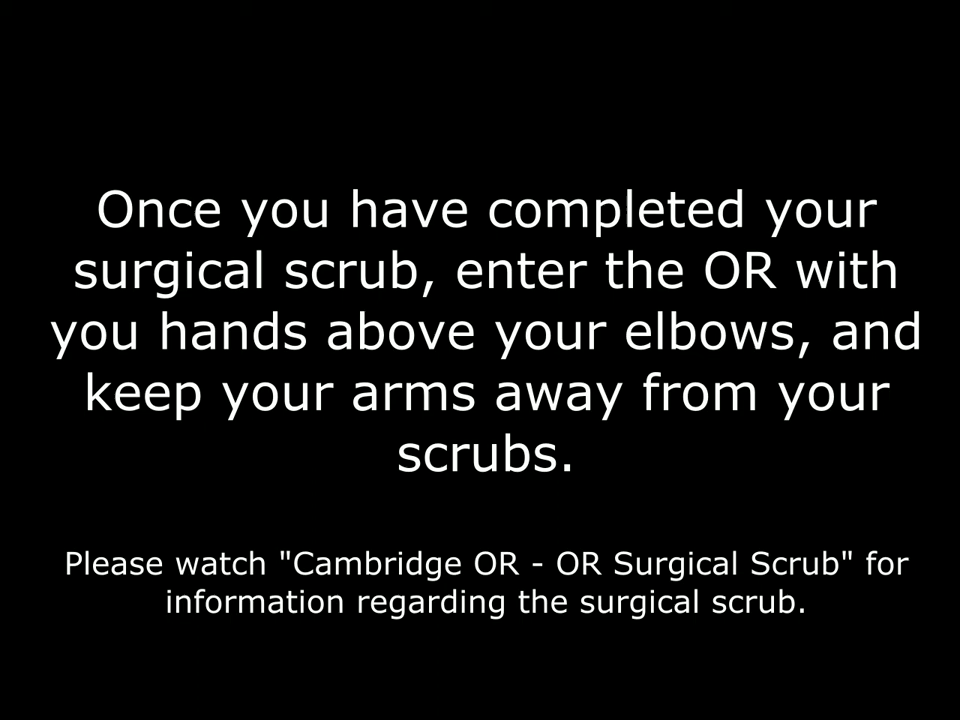 Once you have completed your
surgical scrub, enter the OR with
you hands above your elbows, and
keep your arms away from your
scrubs.
Please watch "Cambridge OR - OR Surgical Scrub" for
information regarding the surgical scrub.